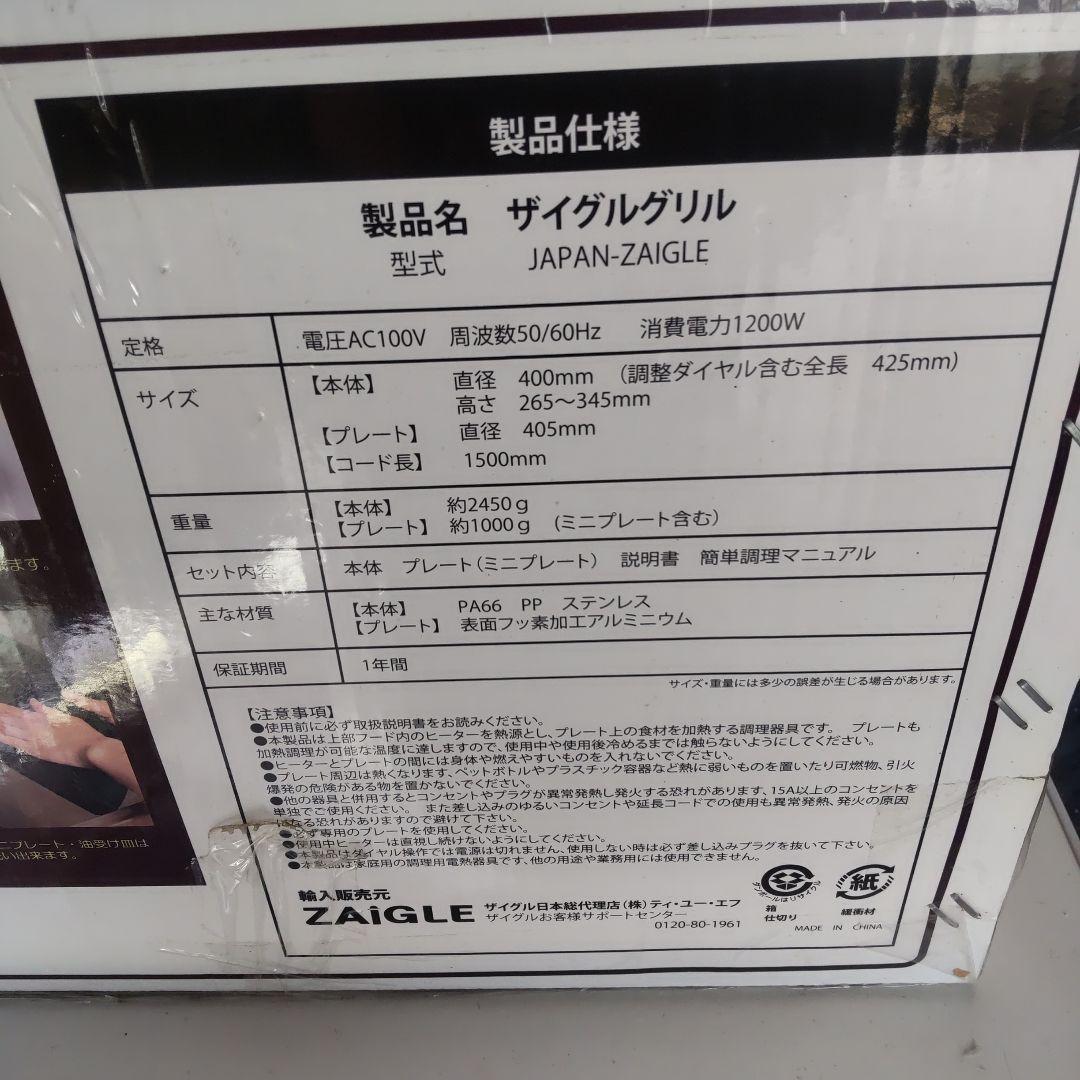 製品仕様
製品名 ザイグルグリル
型式 JAPAN-ZAIGLE
定格 電圧AC100V 周波数50/60Hz 消費電力1200W
サイズ 【本体】 直径 400mm (調整ダイヤル含む全長 425mm)
高さ 265~345mm
【プレート】 直径 405mm
【コード長】 1500mm
重量 【本体】 約2450g
【プレート】 約1000g (ミニプレート含む)
セット内容 本体 プレート(ミニプレート) 説明書 簡単調理マニュアル
主な材質 【本体】 PA66 PP ステンレス
【プレート】 表面フッ素加工アルミニウム
保証期間 1年間
サイズ・重量には多少の誤差が生じる場合があります。
【注意事項】
●使用前に必ず取扱説明書をお読みください。
●本製品は上部フード内のヒーターを熱源とし、プレート上の食材を加熱する調理器具です。 プレートも
加熱調理が可能な温度に達しますので、使用中や使用後冷めるまでは触らないようにしてください。
●ヒーターとプレートの間には身体や燃えやすいものを入れないでください。
●プレート周辺は熱くなります、ペットボトルやプラスチック容器など熱に弱いものを置いたり可燃物、引火
爆発の危険がある物を置かないでください。
●他の器具と併用するとコンセントやプラグが異常発熱し発火する恐れがあります、15A以上のコンセントを
単独でご使用ください。 また差し込みのゆるいコンセントや延長コードでの使用も異常発熱、発火の原因
になる恐れがありますので避けて下さい。
●必ず専用のプレートを使用してください。
●使用中ヒーターは直視し続けないようにしてください。
●本製品はダイヤル操作では電源は切れません、使用しない時は必ず差し込みプラグを抜いて下さい。
●本製品は家庭用の調理用電熱器具です、他の用途や業務用には使用できません。
輸入販売元
ZAiGLE ザイグル日本総代理店(株)ティ・ユー・エフ
ザイグルお客様サポートセンター
0120-80-1961
ダンボールはリサイクル
箱
仕切り
紙
緩衝材
MADE IN CHINA
ます。
ニプレート・油受け皿は
い出来ます。